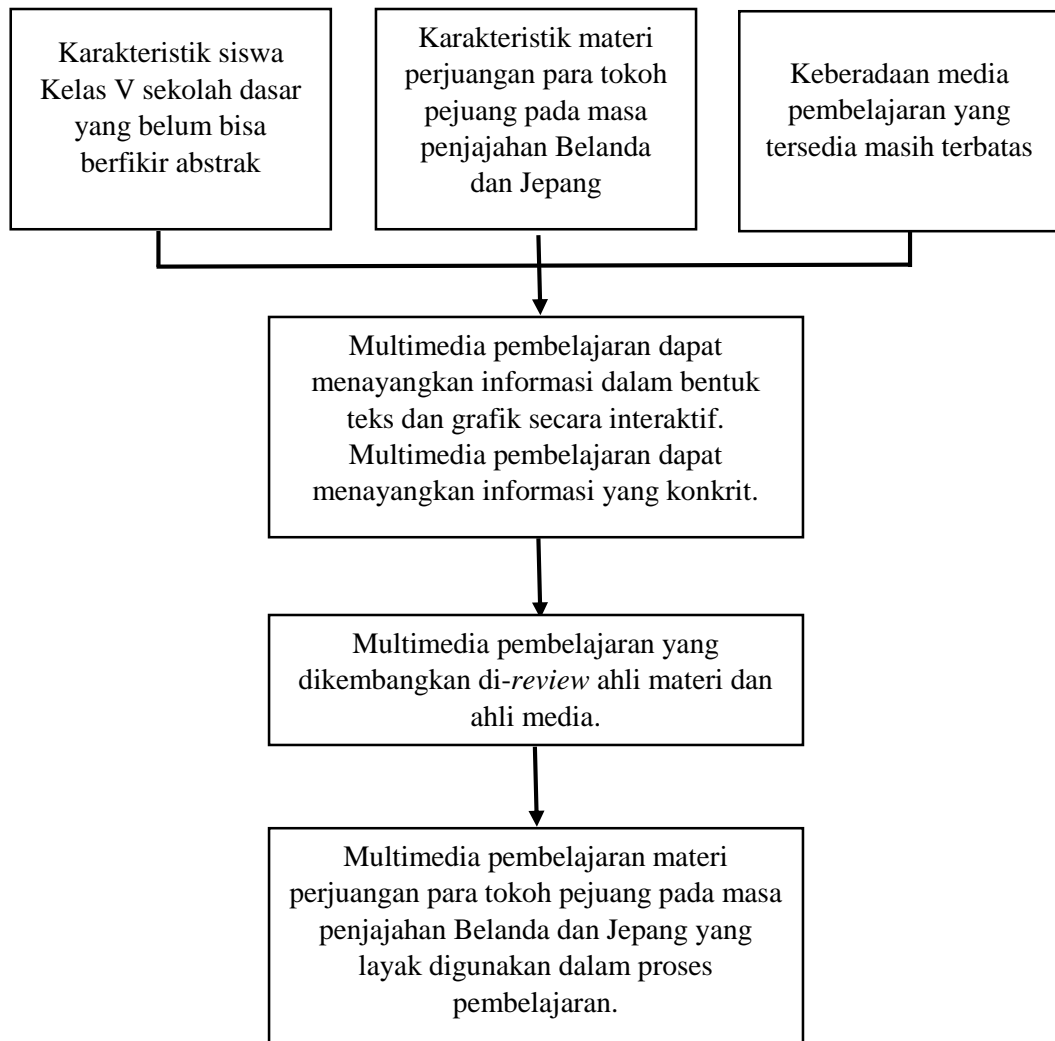 Karakteristik siswa
Kelas V sekolah dasar
yang belum bisa
berfikir abstrak
Karakteristik materi
perjuangan para tokoh
pejuang pada masa
penjajahan Belanda
dan Jepang
Keberadaan media
pembelajaran yang
tersedia masih terbatas
Multimedia pembelajaran dapat
menayangkan informasi dalam bentuk
teks dan grafik secara interaktif.
Multimedia pembelajaran dapat
menayangkan informasi yang konkrit.
Multimedia pembelajaran yang
dikembangkan di-review ahli materi dan
ahli media.
Multimedia pembelajaran materi
perjuangan para tokoh pejuang pada masa
penjajahan Belanda dan Jepang yang
layak digunakan dalam proses
pembelajaran.